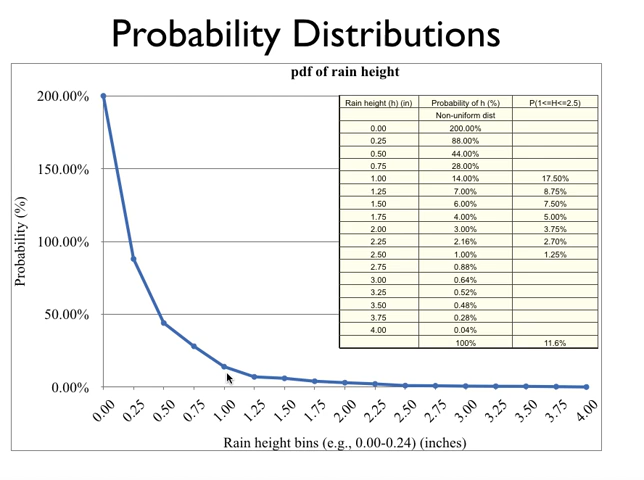 Probability Distributions
pdf of rain height
200.00%
150.00%
100.00%
50.00%
0.00%
Probability (%)
Rain height (h) (in) Probability of h (%) P(1<=H<=2.5)
Non-uniform dist
0.00 200.00%
0.25 88.00%
0.50 44.00%
0.75 28.00%
1.00 14.00% 17.50%
1.25 7.00% 8.75%
1.50 6.00% 7.50%
1.75 4.00% 5.00%
2.00 3.00% 3.75%
2.25 2.16% 2.70%
2.50 1.00% 1.25%
2.75 0.88%
3.00 0.64%
3.25 0.52%
3.50 0.48%
3.75 0.28%
4.00 0.04%
100% 11.6%
0.00 0.25 0.50 0.75 1.00 1.25 1.50 1.75 2.00 2.25 2.50 2.75 3.00 3.25 3.50 3.75 4.00
Rain height bins (e.g., 0.00-0.24) (inches)